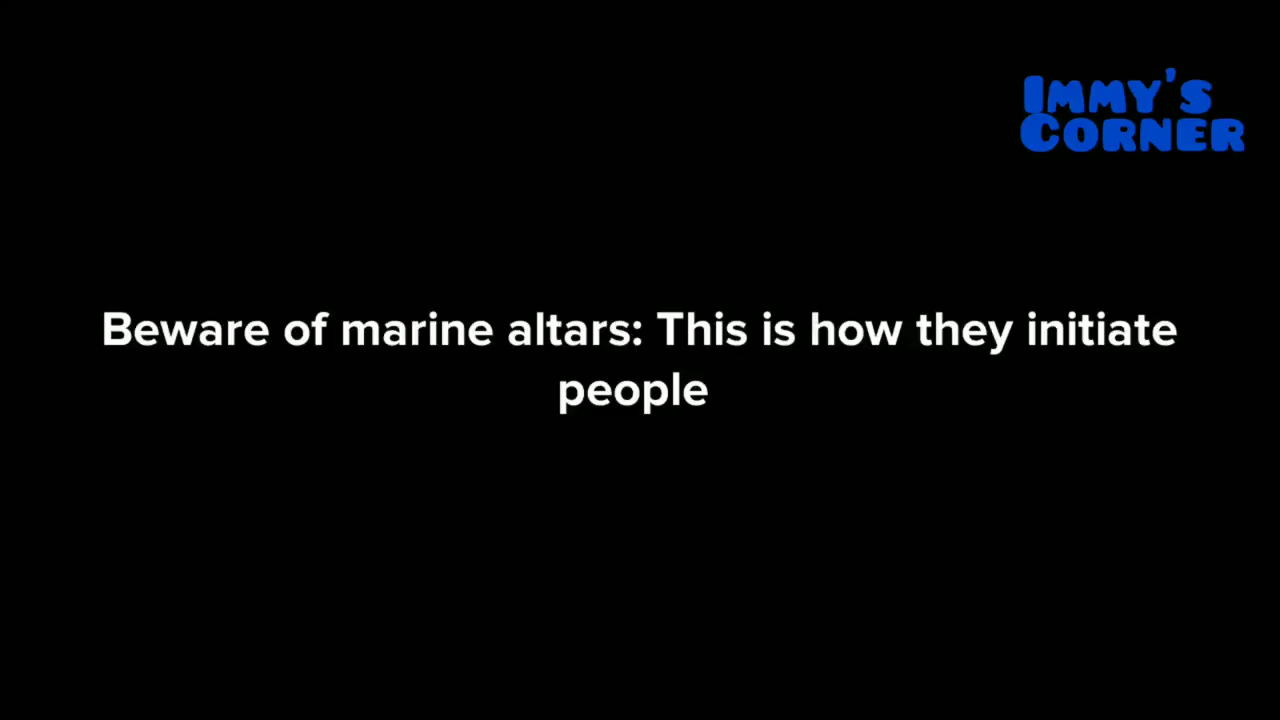 Immy's
Corner
Beware of marine altars: This is how they initiate
people